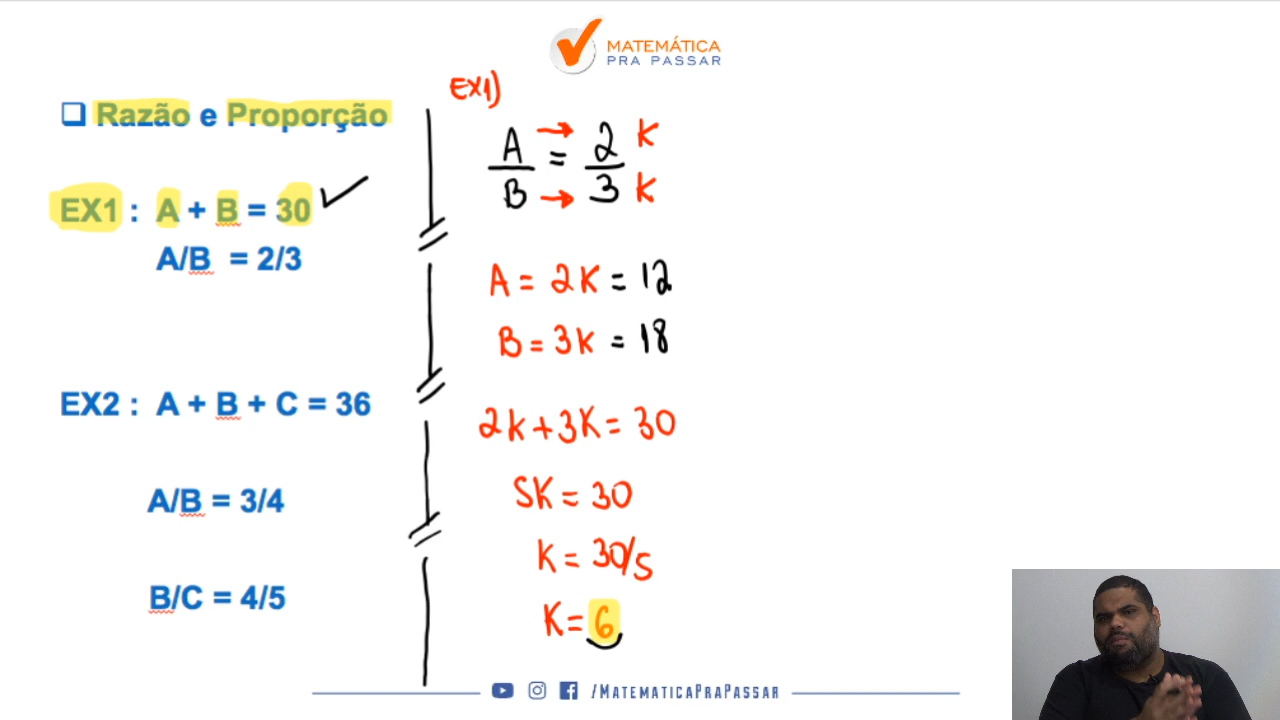 MATEMÁTICA
PRA PASSAR
Razão e Proporção
EX1 : A + B = 30
A/B = 2/3
EX2 : A + B + C = 36
A/B = 3/4
B/C = 4/5
EX1)
A → 2 K
=
B → 3 K
A = 2K = 12
B = 3K = 18
2K + 3K = 30
5K = 30
K = 30/5
K = 6
/MATEMATICAPRAPASSAR